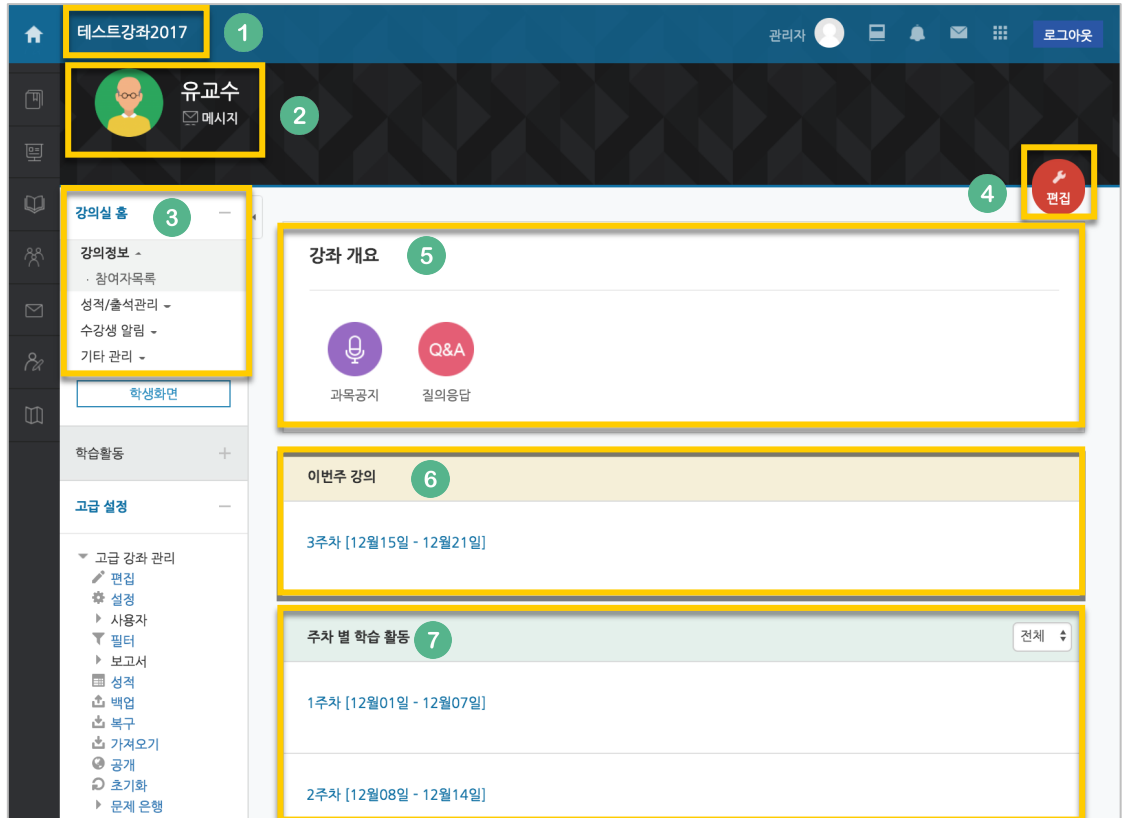 테스트강좌2017
1
관리자
로그아웃
유교수
메시지
2
4
편집
강의실 홈
3
강의정보
· 참여자목록
성적/출석관리
수강생 알림
기타 관리
학생화면
학습활동
고급 설정
고급 강좌 관리
편집
설정
사용자
필터
보고서
성적
백업
복구
가져오기
공개
초기화
문제 은행
강좌 개요
5
Q&A
과목공지
질의응답
이번주 강의
6
3주차 [12월15일 - 12월21일]
주차 별 학습 활동
7
전체
1주차 [12월01일 - 12월07일]
2주차 [12월08일 - 12월14일]